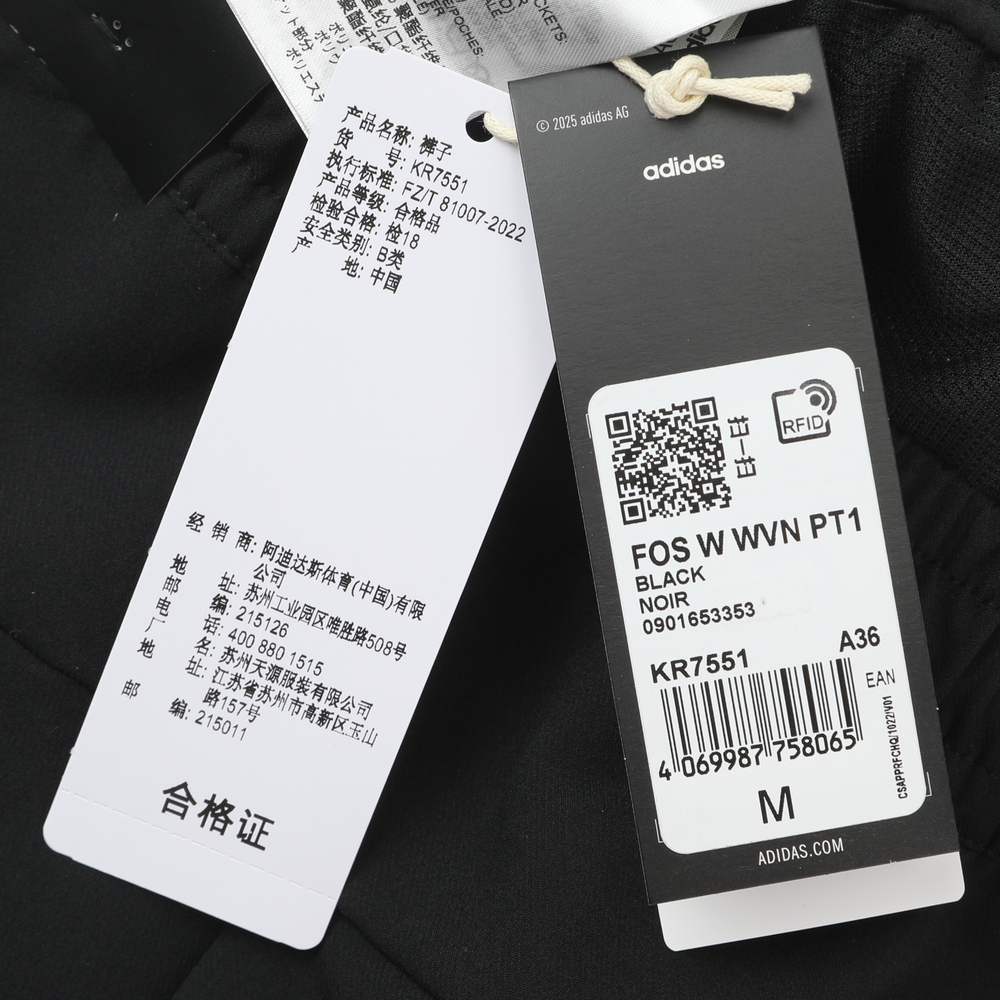 产品名称: 裤子
货 号: KR7551
执行标准: FZ/T 81007-2022
产品等级: 合格品
检验合格: 检18
安全类别: B类
产 地: 中国
经 销 商: 阿迪达斯体育(中国)有限
公司
地 址: 苏州工业园区唯胜路508号
邮 编: 215126
电 话: 400 880 1515
厂 名: 苏州天源服装有限公司
地 址: 江苏省苏州市高新区玉山
路157号
邮 编: 215011
合格证
© 2025 adidas AG
adidas
扫一扫
RFID
FOS W WVN PT1
BLACK
NOIR
0901653353
KR7551
A36
EAN
4 069987 758065
CSAPPRFCHQ/1022/V01
M
ADIDAS.COM